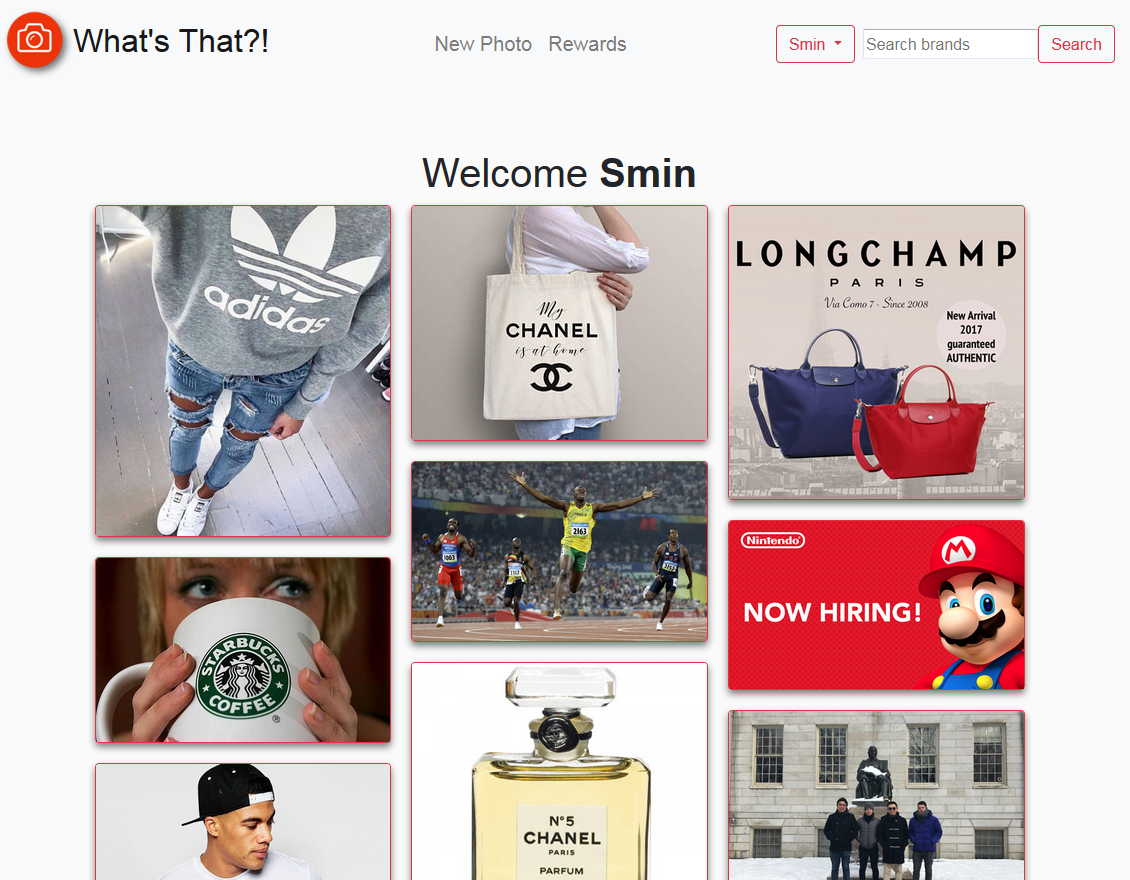 What's That?!
New Photo Rewards
Smin
Search brands
Search
Welcome Smin
adidas
My
CHANEL
is at home
LONGCHAMP
PARIS
Via Como 7 - Since 2008
New Arrival
2017
guaranteed
AUTHENTIC
2163
1003
Nintendo
NOW HIRING!
M
STARBUCKS
COFFEE
®
N°5
CHANEL
PARIS
PARFUM